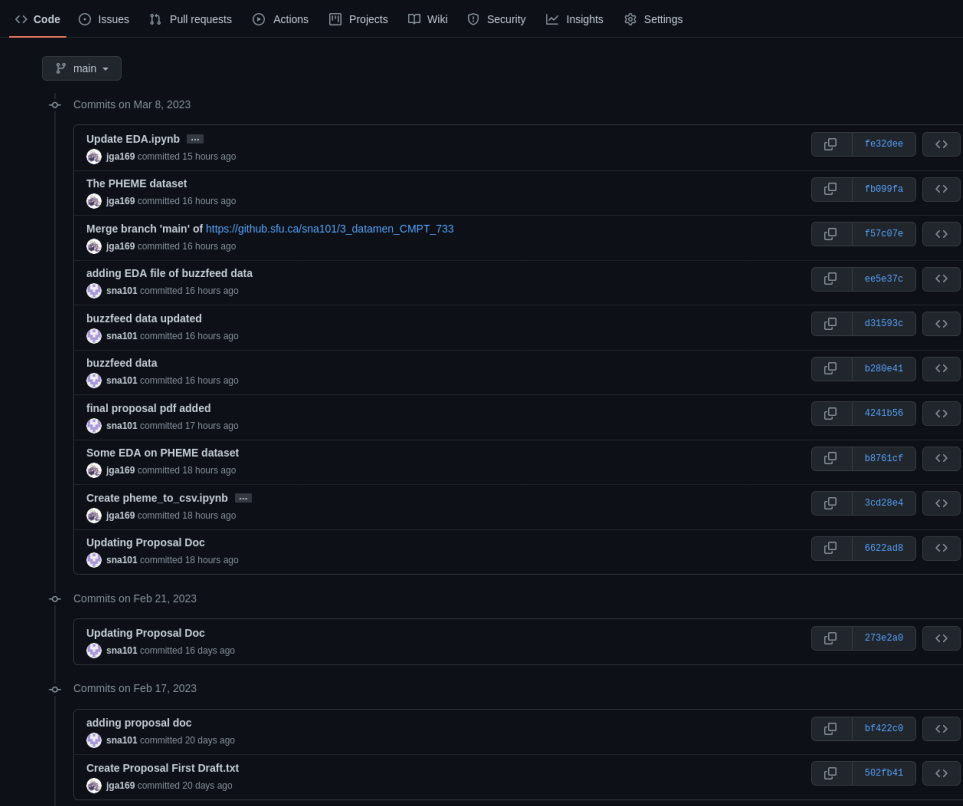 Code Issues Pull requests Actions Projects Wiki Security Insights Settings
main
Commits on Mar 8, 2023
Update EDA.ipynb ...
jga169 committed 15 hours ago
fe32dee
The PHEME dataset
jga169 committed 16 hours ago
fb099fa
Merge branch 'main' of https://github.sfu.ca/sna101/3_datamen_CMPT_733
jga169 committed 16 hours ago
f57c07e
adding EDA file of buzzfeed data
sna101 committed 16 hours ago
ee5e37c
buzzfeed data updated
sna101 committed 16 hours ago
d31593c
buzzfeed data
sna101 committed 16 hours ago
b280e41
final proposal pdf added
sna101 committed 17 hours ago
4241b56
Some EDA on PHEME dataset
jga169 committed 18 hours ago
b8761cf
Create pheme_to_csv.ipynb ...
jga169 committed 18 hours ago
3cd28e4
Updating Proposal Doc
sna101 committed 18 hours ago
6622ad8
Commits on Feb 21, 2023
Updating Proposal Doc
sna101 committed 16 days ago
273e2a0
Commits on Feb 17, 2023
adding proposal doc
sna101 committed 20 days ago
bf422c0
Create Proposal First Draft.txt
jga169 committed 20 days ago
502fb41